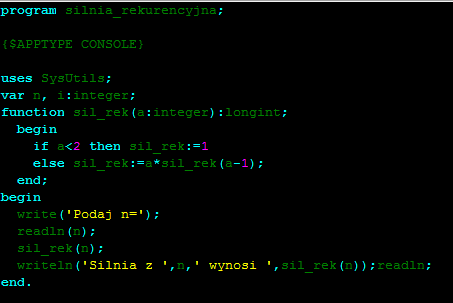 program silnia_rekurencyjna;
{$APPTYPE CONSOLE}
uses SysUtils;
var n, i:integer;
function sil_rek(a:integer):longint;
begin
if a<2 then sil_rek:=1
else sil_rek:=a*sil_rek(a-1);
end;
begin
write('Podaj n=');
readln(n);
sil_rek(n);
writeln('Silnia z ',n,' wynosi ',sil_rek(n));readln;
end.